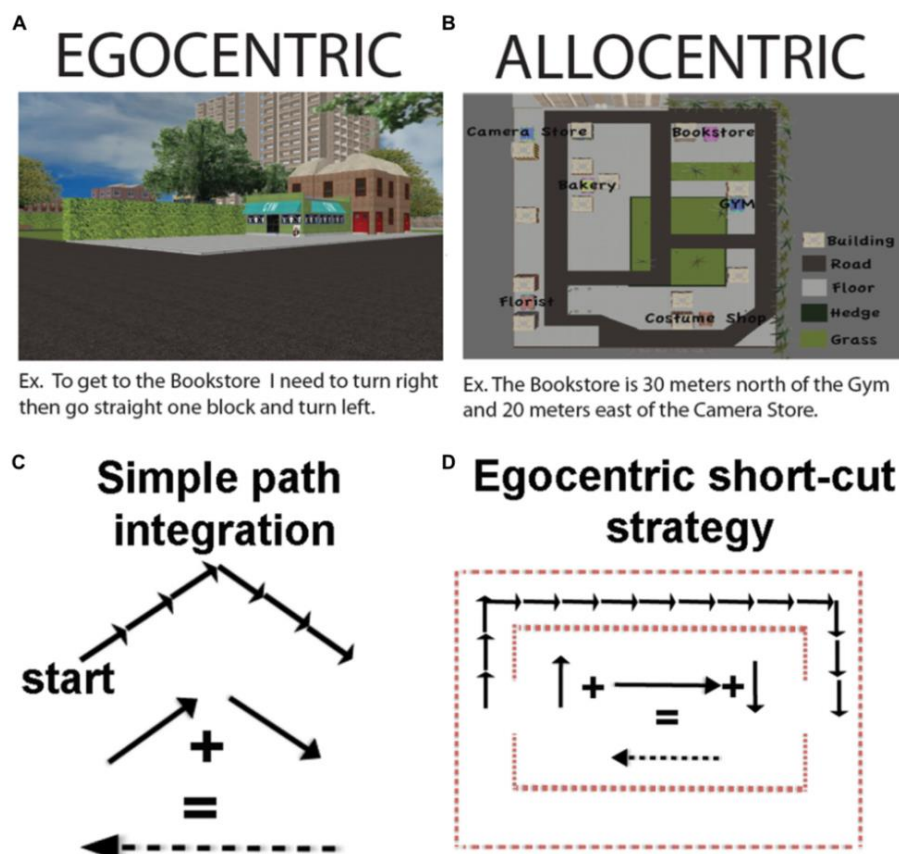 A
EGOCENTRIC
GYM
Ex. To get to the Bookstore I need to turn right
then go straight one block and turn left.
B
ALLOCENTRIC
Camera Store
Bookstore
Bakery
GYM
Florist
Costume Shop
Building
Road
Floor
Hedge
Grass
Ex. The Bookstore is 30 meters north of the Gym
and 20 meters east of the Camera Store.
C
Simple path
integration
start
+
=
D
Egocentric short-cut
strategy
+
+
=